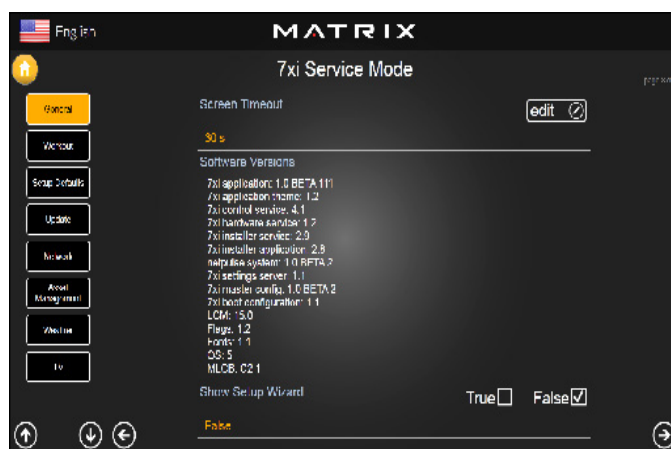 English
MATRIX
7xi Service Mode
General
Workout
Setup Defaults
Update
Network
Asset
Management
Weather
TV
Screen Timeout
edit
30 s
Software Versions
7xi application: 1.0 BETA 111
7xi application theme: 1.2
7xi control service: 4.1
7xi hardware service: 1.2
7xi installer service: 2.9
7xi installer application: 2.8
netpulse system: 1.0 BETA 2
7xi settings server: 1.1
7xi master config: 1.0 BETA 2
7xi boot configuration: 1.1
LCM: 15.0
Flags: 1.2
Fonts: 1.1
OS: 5
MLCB: C2.1
Show Setup Wizard
True False
False